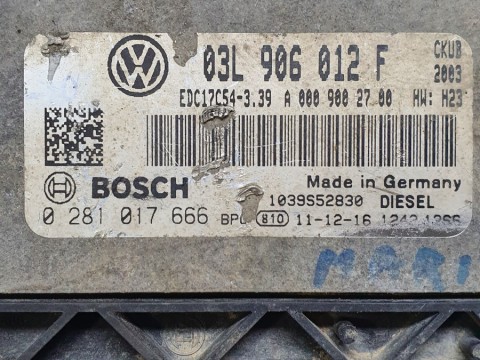 03L 906 012 F CKUB
2003
EDC17C54-3.39 A 000 900 27 00 HW: H23
Made in Germany
BOSCH
1039S52830 DIESEL
0 281 017 666 810 11-12-16
MARI